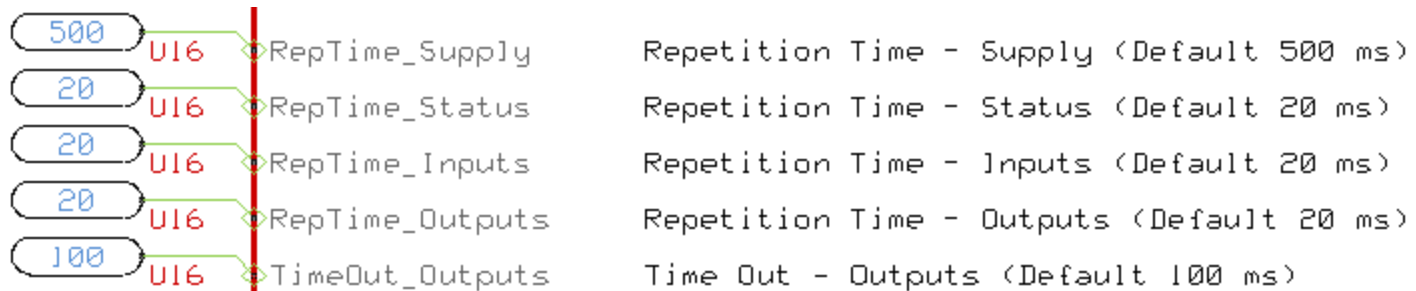 500 U16 RepTime_Supply Repetition Time - Supply (Default 500 ms)
20 U16 RepTime_Status Repetition Time - Status (Default 20 ms)
20 U16 RepTime_Inputs Repetition Time - Inputs (Default 20 ms)
20 U16 RepTime_Outputs Repetition Time - Outputs (Default 20 ms)
100 U16 TimeOut_Outputs Time Out - Outputs (Default 100 ms)